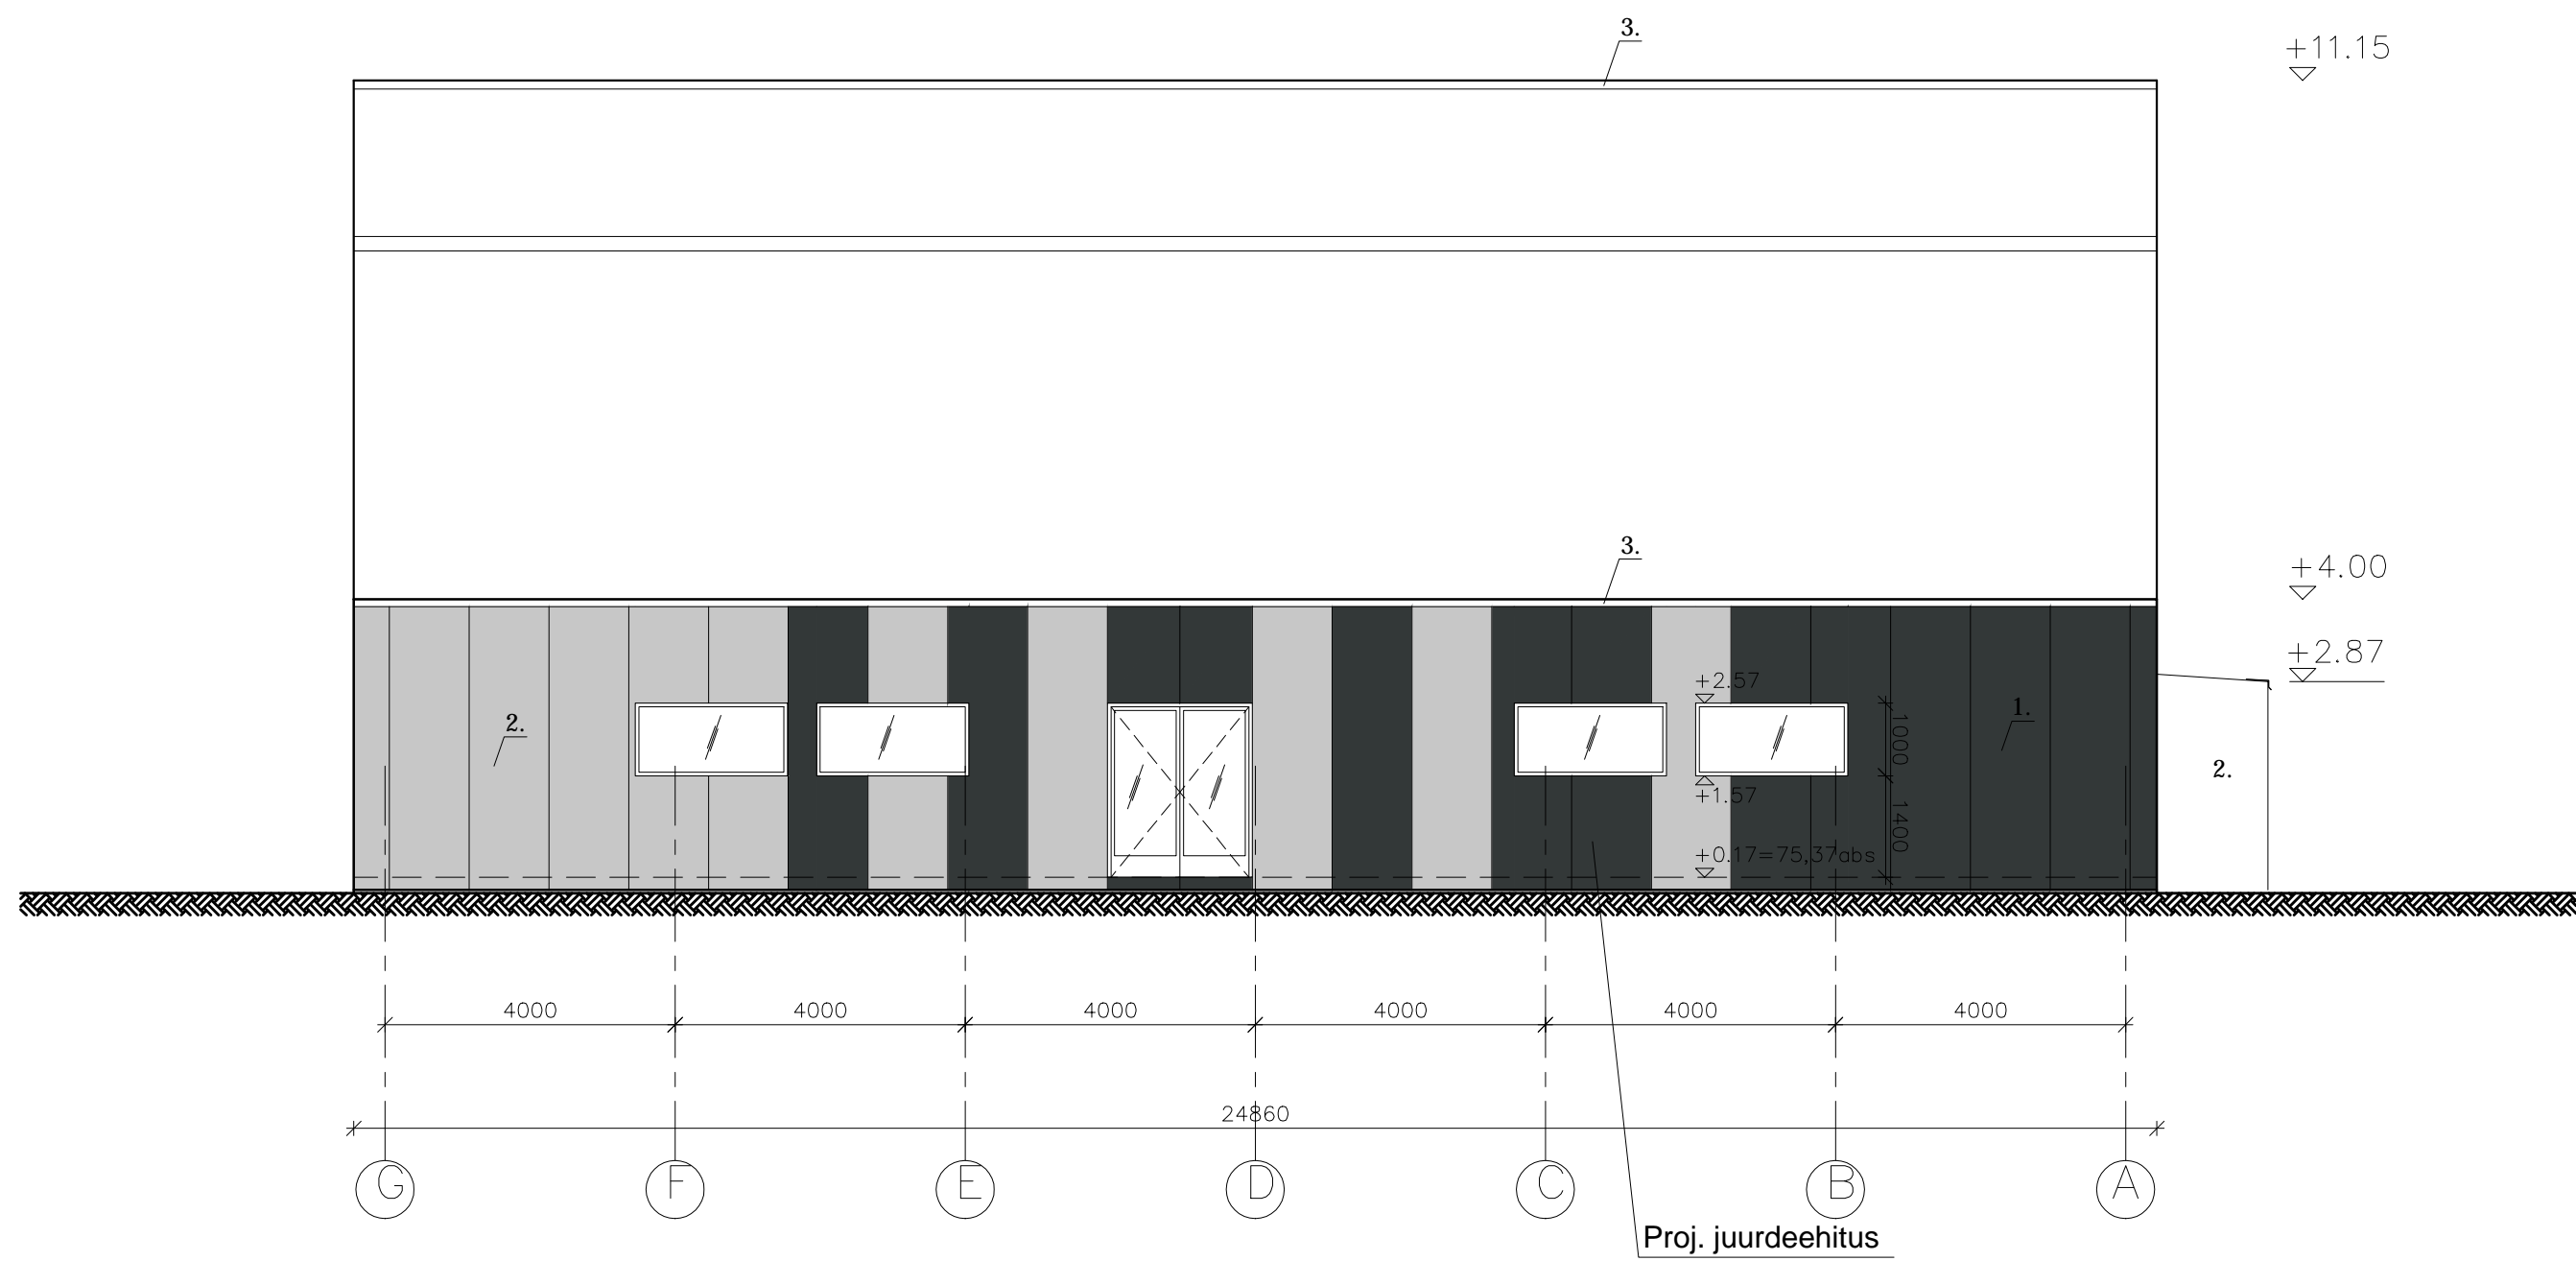 3.
+11.15
3.
+4.00
+2.87
+2.57
2.
1.
1000
2.
+1.57
1400
+0.17=75,37abs
4000
4000
4000
4000
4000
4000
24860
G
F
E
D
C
B
A
Proj. juurdeehitus